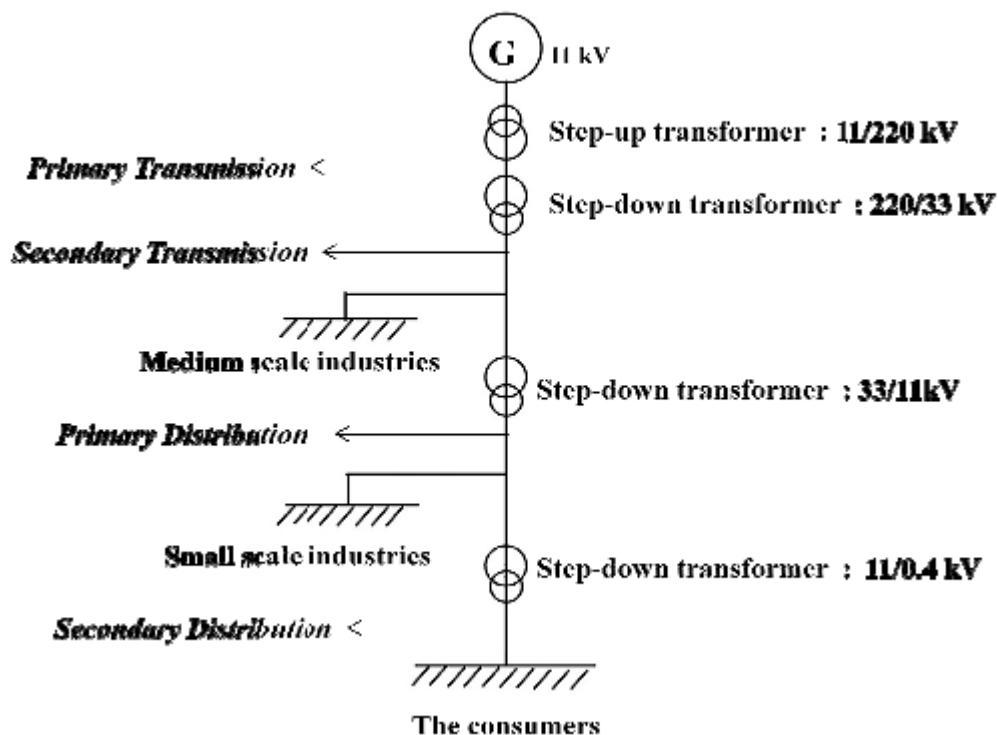 G 11 kV
Step-up transformer : 11/220 kV
Primary Transmission <
Step-down transformer : 220/33 kV
Secondary Transmission
Medium scale industries
Step-down transformer : 33/11kV
Primary Distribution
Small scale industries
Step-down transformer : 11/0.4 kV
Secondary Distribution <
The consumers